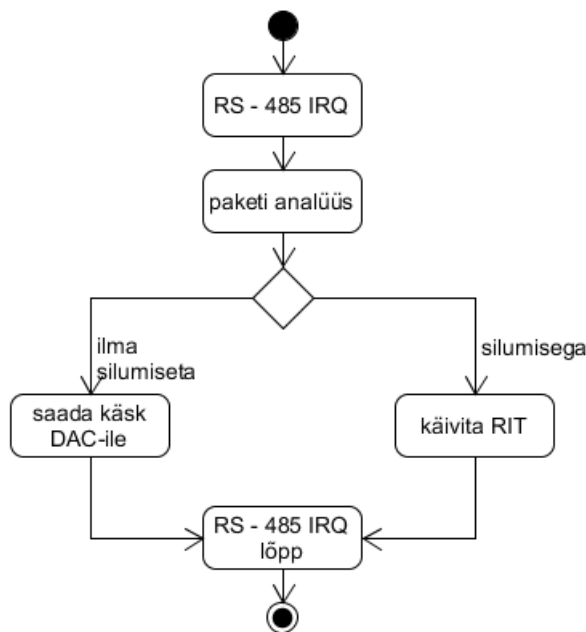 RS - 485 IRQ
paketi analüüs
ilma
silumiseta
silumisega
saada käsk
DAC-ile
käivita RIT
RS - 485 IRQ
lõpp